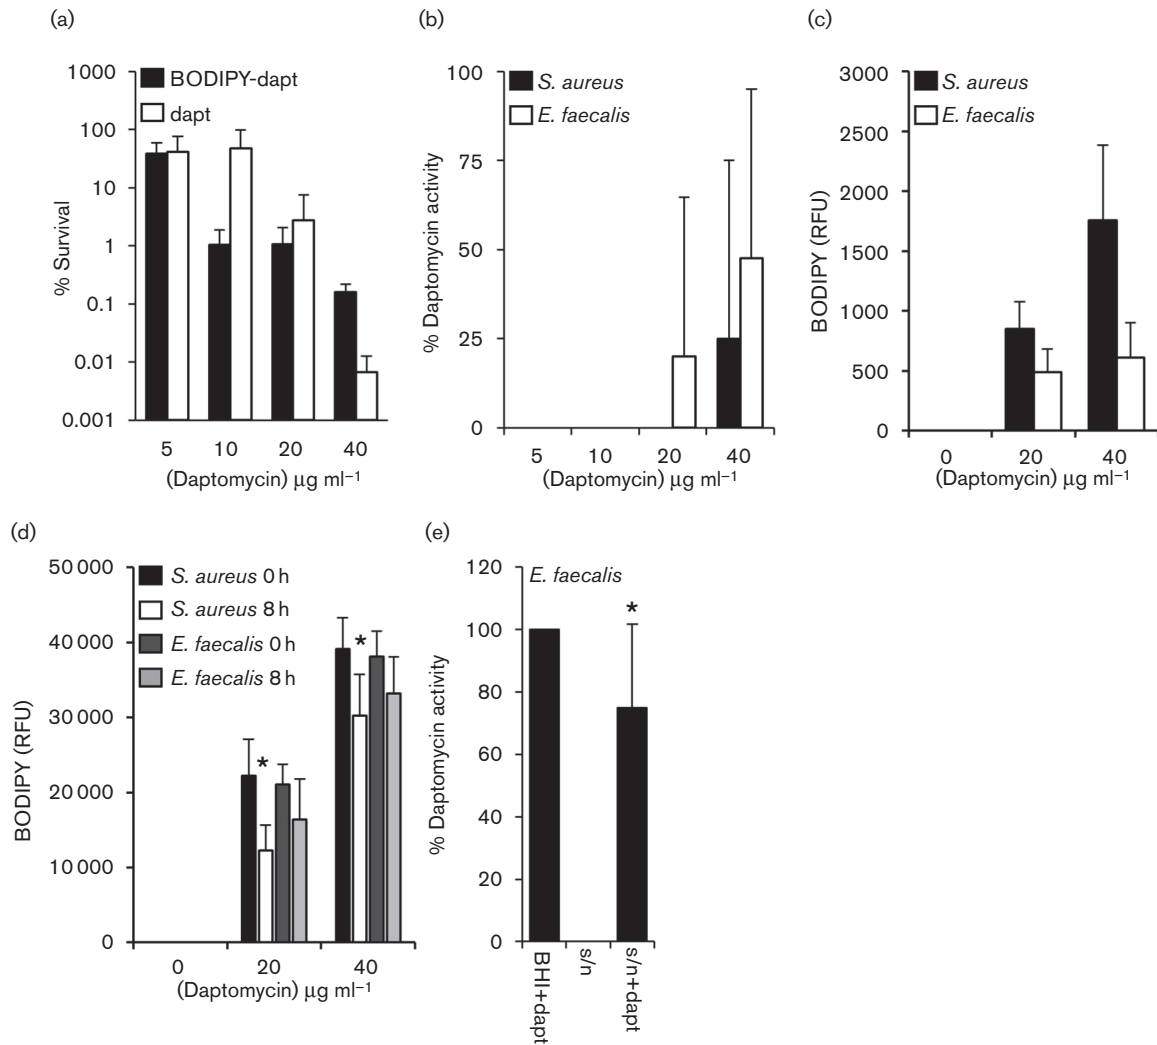 (a)
1000
100
10
1
0.1
0.01
0.001
% Survival
BODIPY-dapt
dapt
5 10 20 40
(Daptomycin) µg ml⁻¹
(b)
100
75
50
25
0
% Daptomycin activity
S. aureus
E. faecalis
5 10 20 40
(Daptomycin) µg ml⁻¹
(c)
3000
2500
2000
1500
1000
500
0
BODIPY (RFU)
S. aureus
E. faecalis
0 20 40
(Daptomycin) µg ml⁻¹
(d)
50 000
40 000
30 000
20 000
10 000
0
BODIPY (RFU)
S. aureus 0 h
S. aureus 8 h
E. faecalis 0 h
E. faecalis 8 h
*
*
0 20 40
(Daptomycin) µg ml⁻¹
(e)
120
100
80
60
40
20
0
% Daptomycin activity
E. faecalis
*
BHI+dapt
s/n
s/n+dapt